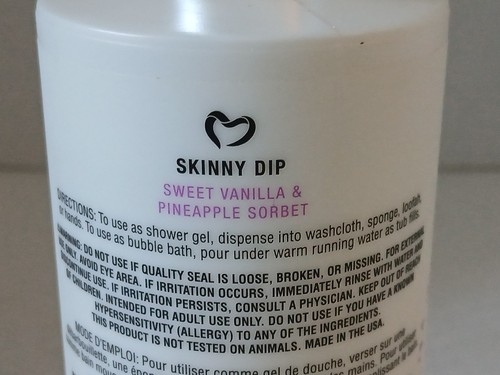 SKINNY DIP
SWEET VANILLA &
PINEAPPLE SORBET
DIRECTIONS: To use as shower gel, dispense into washcloth, sponge, loofah,
or hands. To use as bubble bath, pour under warm running water as tub fills.
WARNING: DO NOT USE IF QUALITY SEAL IS LOOSE, BROKEN, OR MISSING. FOR EXTERNAL
USE ONLY. AVOID EYE AREA. IF IRRITATION OCCURS, IMMEDIATELY RINSE WITH WATER AND
DISCONTINUE USE. IF IRRITATION PERSISTS, CONSULT A PHYSICIAN. KEEP OUT OF REACH
OF CHILDREN. INTENDED FOR ADULT USE ONLY. DO NOT USE IF YOU HAVE A KNOWN
HYPERSENSITIVITY (ALLERGY) TO ANY OF THE INGREDIENTS.
THIS PRODUCT IS NOT TESTED ON ANIMALS. MADE IN THE USA.
MODE D'EMPLOI: Pour utiliser comme gel de douche, verser sur une
débarbouillette, une
mains. Pour utiliser